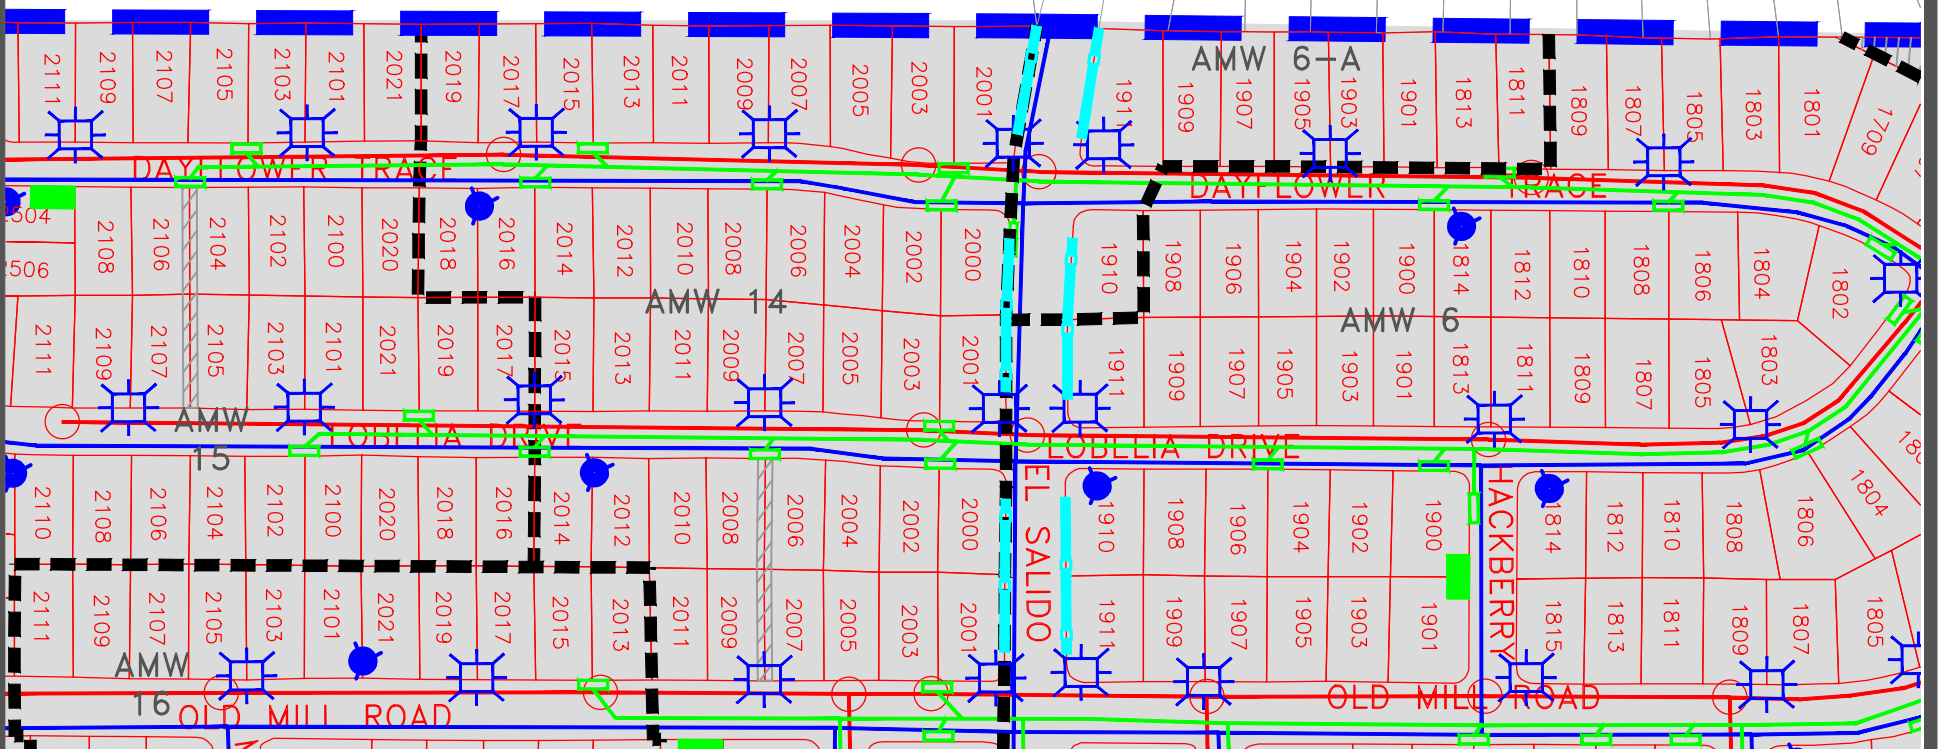 AMW 6-A
2111 2109 2107 2105 2103 2101 2021 2019 2017 2015 2013 2011 2009 2007 2005 2003 2001 1911 1909 1907 1905 1903 1901 1813 1811 1809 1807 1805 1803 1801 1709
DAYFLOWER TRACE
DAYFLOWER TRACE
2504 2108 2106 2104 2102 2100 2020 2018 2016 2014 2012 2010 2008 2006 2004 2002 2000 1910 1908 1906 1904 1902 1900 1814 1812 1810 1808 1806 1804 1802
2506
AMW 14
AMW 6
2111 2109 2107 2105 2103 2101 2021 2019 2017 2015 2013 2011 2009 2007 2005 2003 2001 1911 1909 1907 1905 1903 1901 1813 1811 1809 1807 1805 1803
AMW
15
LOBELIA DRIVE
LOBELIA DRIVE
2110 2108 2106 2104 2102 2100 2020 2018 2016 2014 2012 2010 2008 2006 2004 2002 2000 1910 1908 1906 1904 1902 1900 1814 1812 1810 1808 1806 1804
EL SALIDO
HACKBERRY
2111 2109 2107 2105 2103 2101 2021 2019 2017 2015 2013 2011 2009 2007 2005 2003 2001 1911 1909 1907 1905 1903 1901 1815 1813 1811 1809 1807 1805
AMW
16
OLD MILL ROAD
OLD MILL ROAD